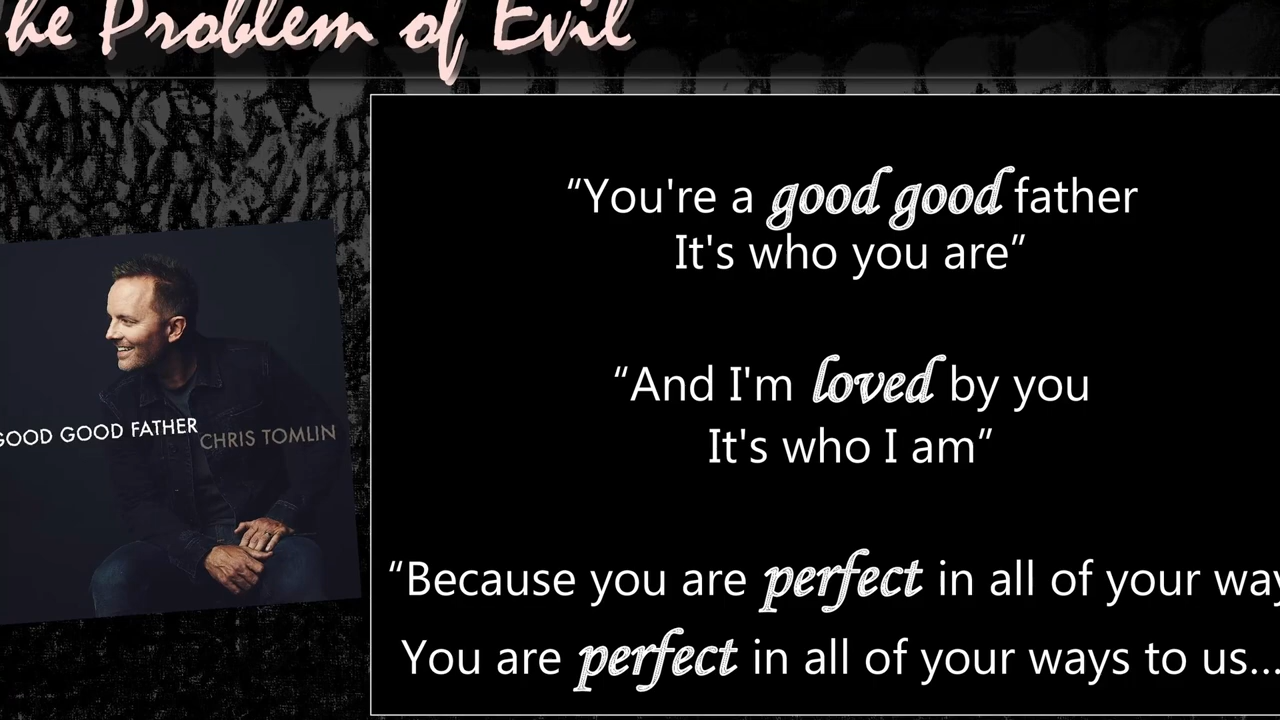 he Problem of Evil
“You're a good good father
It's who you are”
“And I'm loved by you
It's who I am”
“Because you are perfect in all of your way
You are perfect in all of your ways to us...
GOOD GOOD FATHER CHRIS TOMLIN